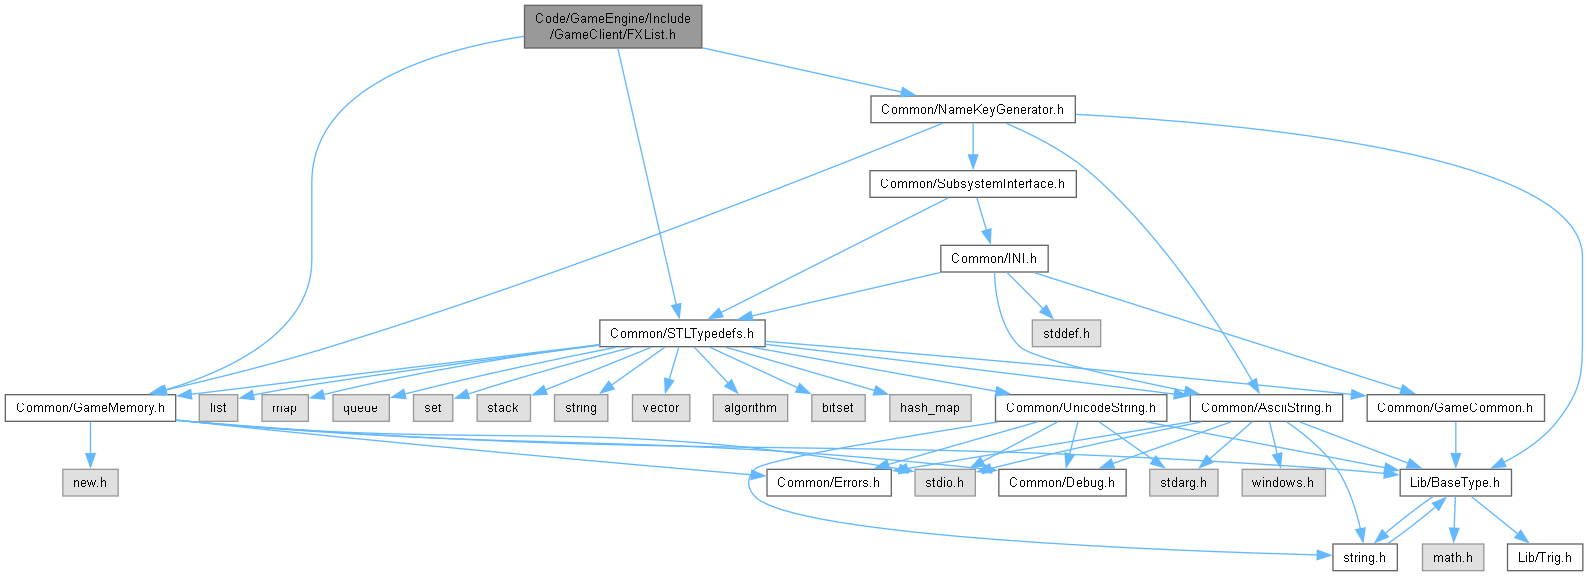 Code/GameEngine/Include
/GameClient/FXList.h
Common/NameKeyGenerator.h
Common/SubsystemInterface.h
Common/INI.h
Common/STLTypedefs.h
stddef.h
Common/GameMemory.h
list
map
queue
set
stack
string
vector
algorithm
bitset
hash_map
Common/UnicodeString.h
Common/AsciiString.h
Common/GameCommon.h
new.h
Common/Errors.h
stdio.h
Common/Debug.h
stdarg.h
windows.h
Lib/BaseType.h
string.h
math.h
Lib/Trig.h